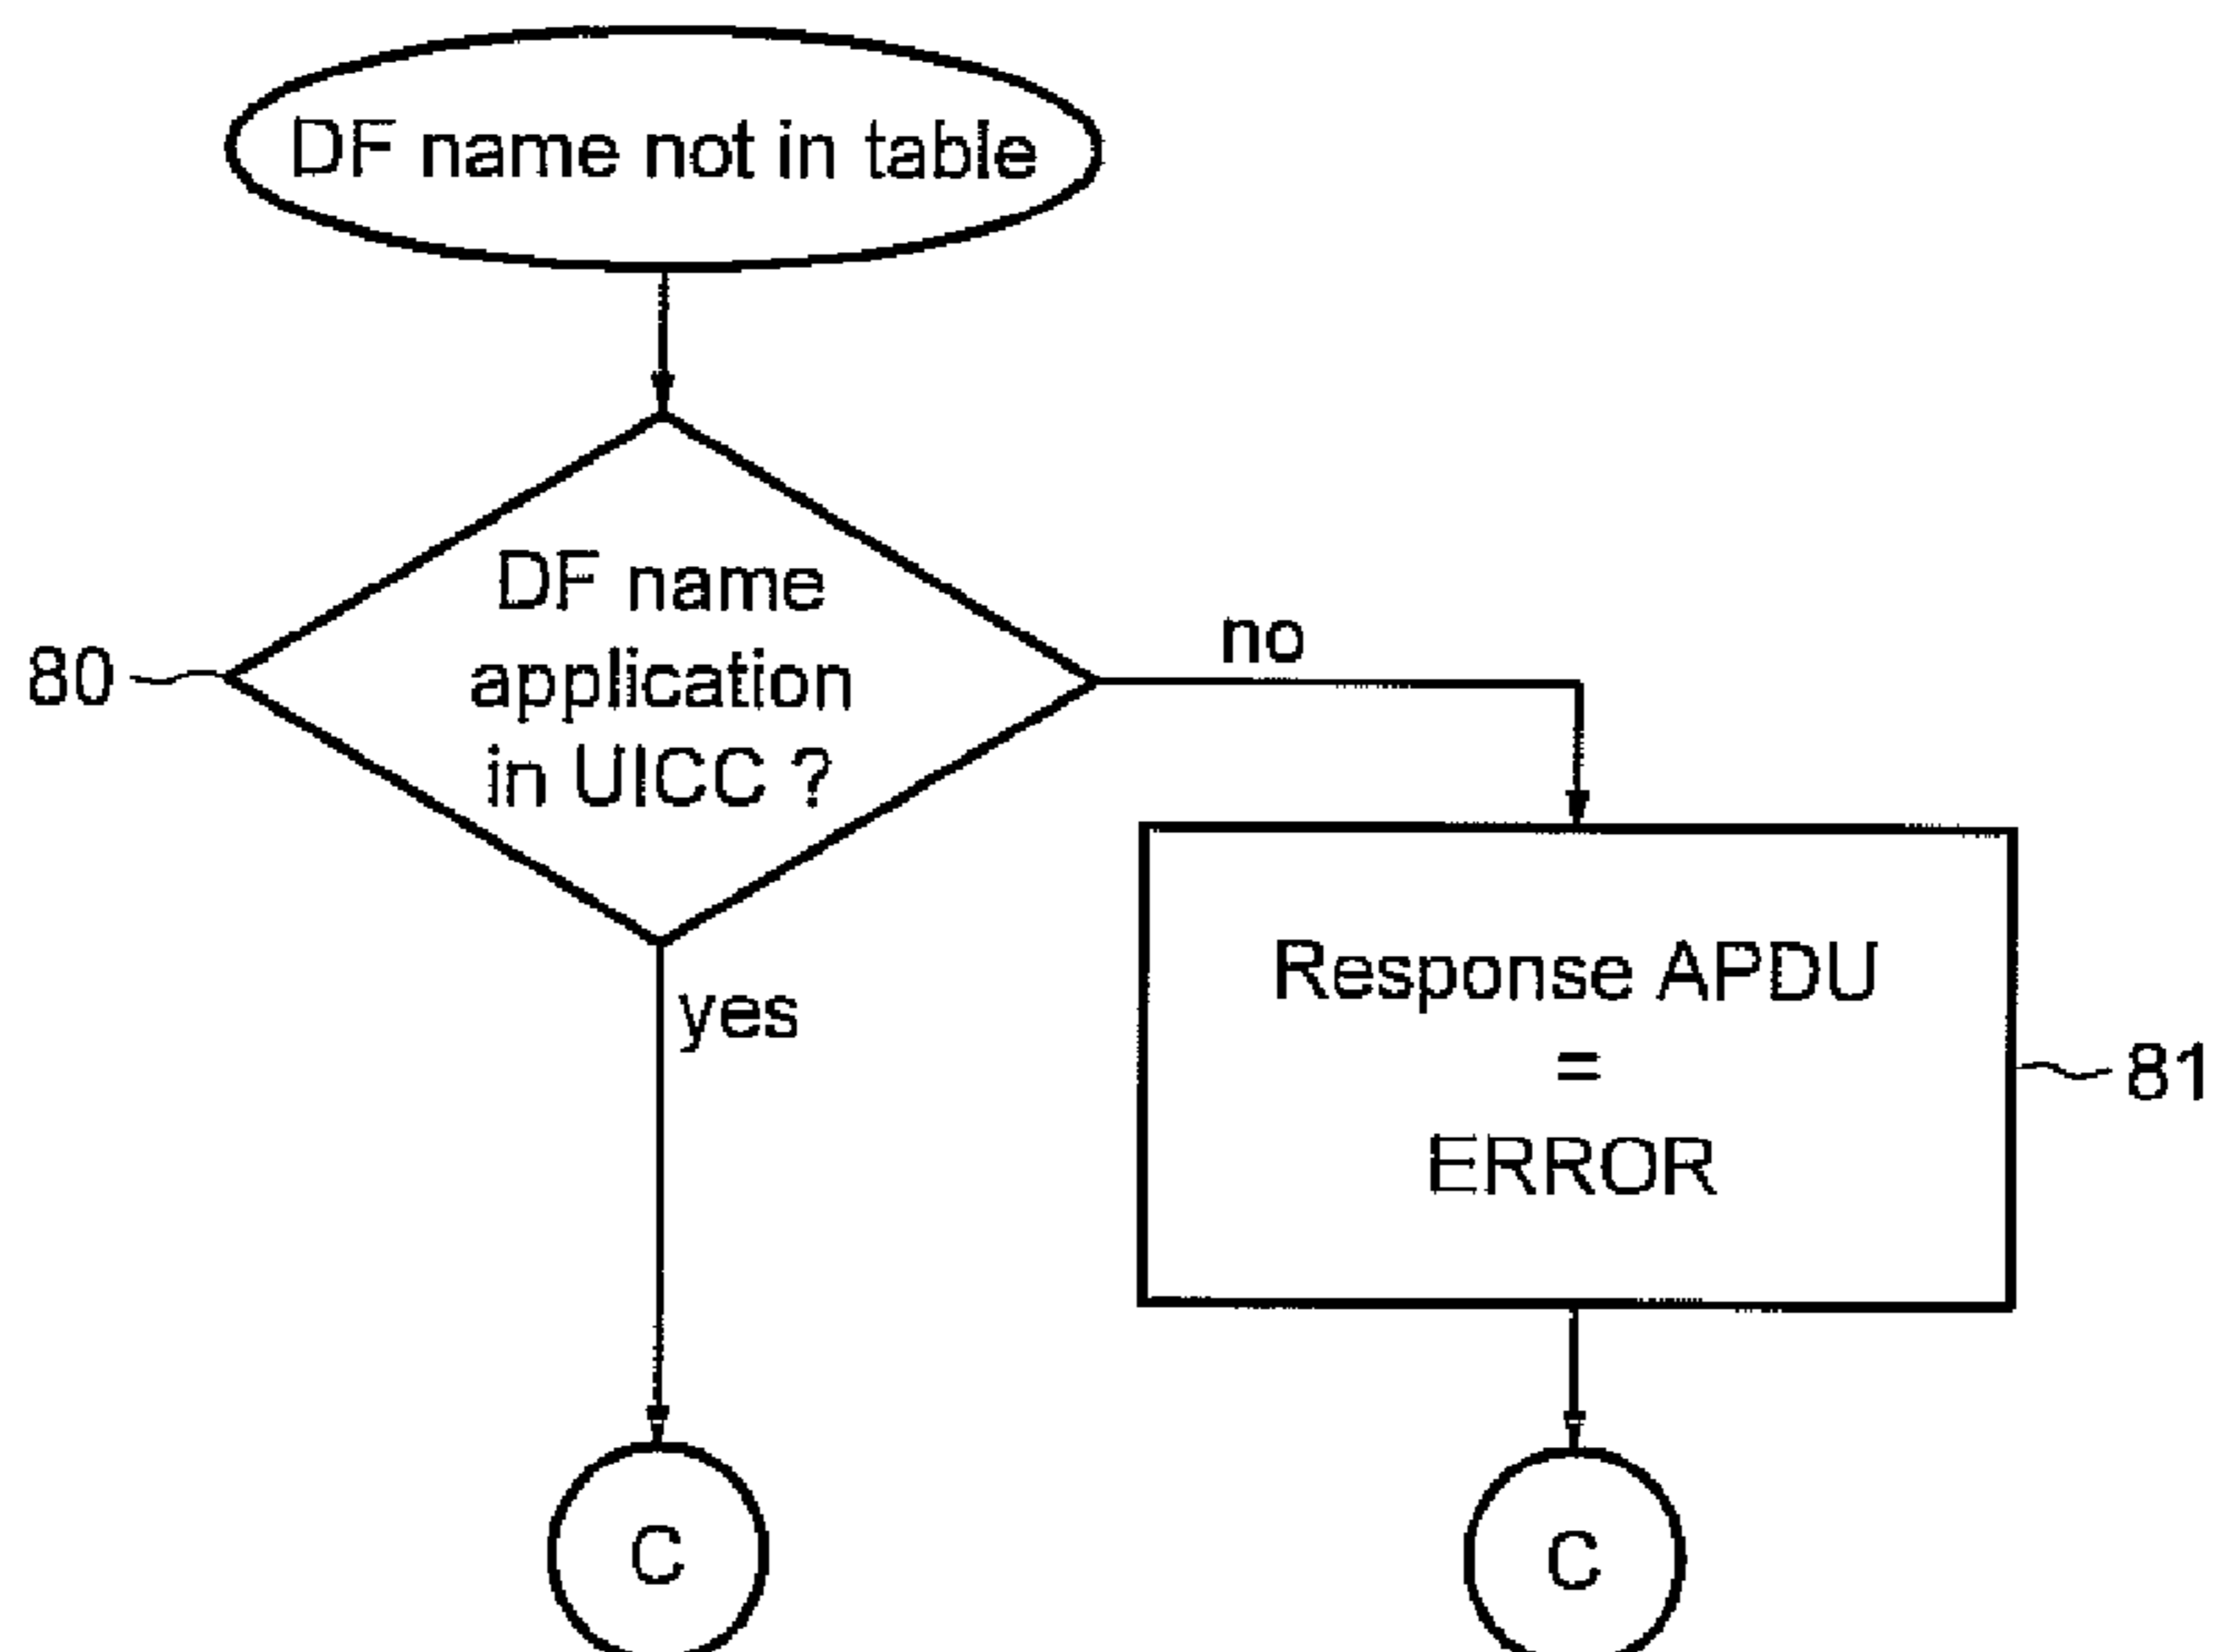 DF name not in table
DF name
application
in UICC ?
80
no
yes
Response APDU
=
ERROR
81
C
C